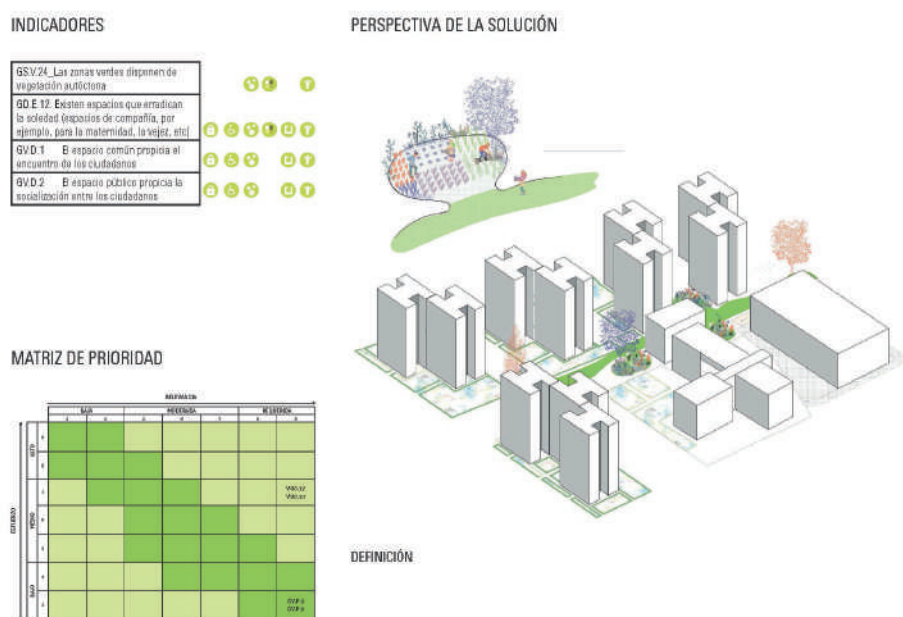 INDICADORES
PERSPECTIVA DE LA SOLUCIÓN
GS.V.24_Las zonas verdes disponen de
vegetación autóctona
GD.E.12. Existen espacios que erradican
la soledad (espacios de compañía, por
ejemplo, para la maternidad, la vejez, etc)
GV.D.1 El espacio común propicia el
encuentro de los ciudadanos
GV.D.2 El espacio público propicia la
socialización entre los ciudadanos
MATRIZ DE PRIORIDAD
BAJA MODERADA
ALTO
MEDIO
BAJO
ESFUERZO
DEFINICIÓN